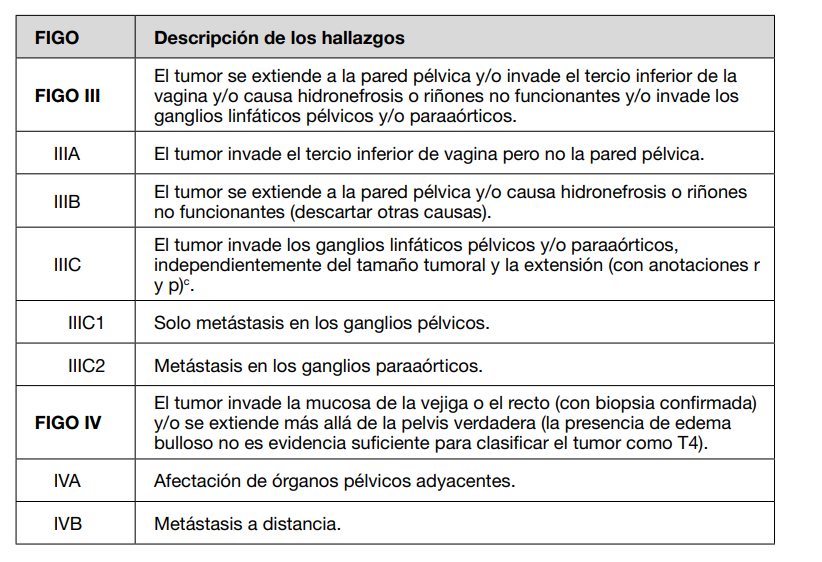 FIGO Descripción de los hallazgos
FIGO III El tumor se extiende a la pared pélvica y/o invade el tercio inferior de la
vagina y/o causa hidronefrosis o riñones no funcionantes y/o invade los
ganglios linfáticos pélvicos y/o paraaórticos.
IIIA El tumor invade el tercio inferior de vagina pero no la pared pélvica.
IIIB El tumor se extiende a la pared pélvica y/o causa hidronefrosis o riñones
no funcionantes (descartar otras causas).
IIIC El tumor invade los ganglios linfáticos pélvicos y/o paraaórticos,
independientemente del tamaño tumoral y la extensión (con anotaciones r
y p)ᶜ.
IIIC1 Solo metástasis en los ganglios pélvicos.
IIIC2 Metástasis en los ganglios paraaórticos.
FIGO IV El tumor invade la mucosa de la vejiga o el recto (con biopsia confirmada)
y/o se extiende más allá de la pelvis verdadera (la presencia de edema
bulloso no es evidencia suficiente para clasificar el tumor como T4).
IVA Afectación de órganos pélvicos adyacentes.
IVB Metástasis a distancia.